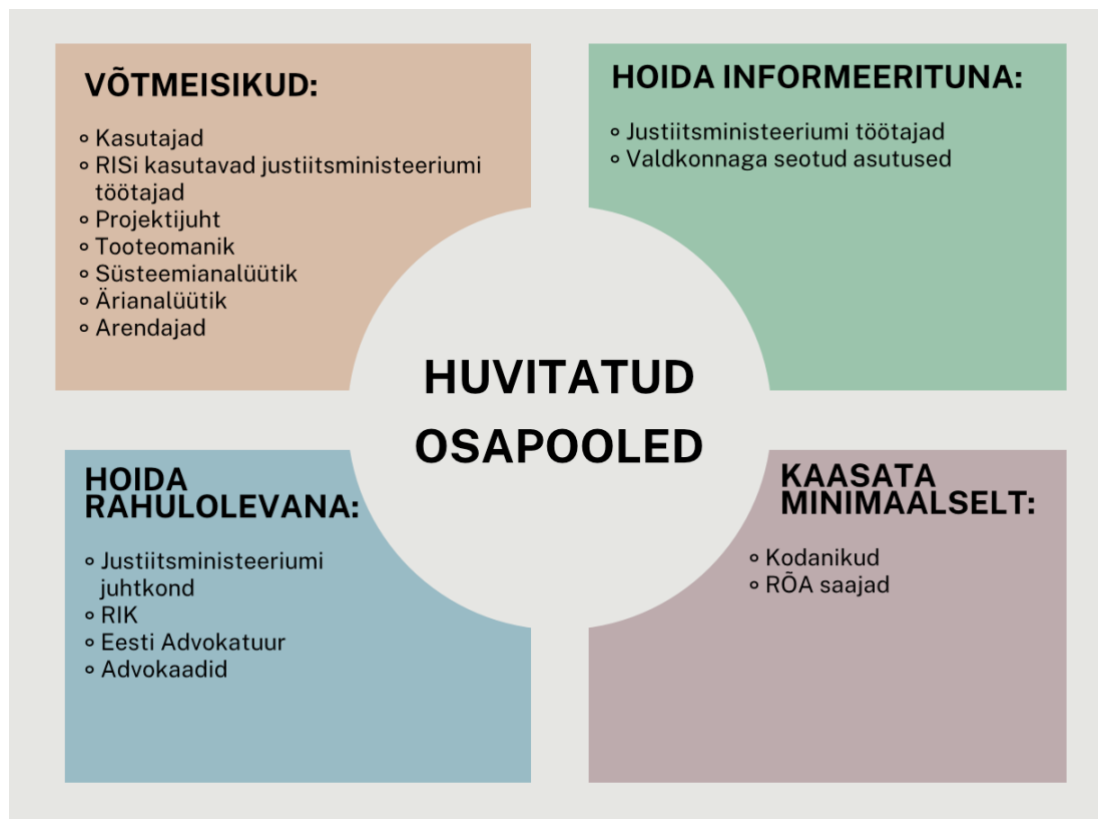 VÕTMEISIKUD:
Kasutajad
RISi kasutavad justiitsministeeriumi
töötajad
Projektijuht
Tooteomanik
Süsteemianalüütik
Ärianalüütik
Arendajad
HOIDA INFORMEERITUNA:
Justiitsministeeriumi töötajad
Valdkonnaga seotud asutused
HUVITATUD
OSAPOOLED
HOIDA
RAHULOLEVANA:
Justiitsministeeriumi
juhtkond
RIK
Eesti Advokatuur
Advokaadid
KAASATA
MINIMAALSELT:
Kodanikud
RÕA saajad